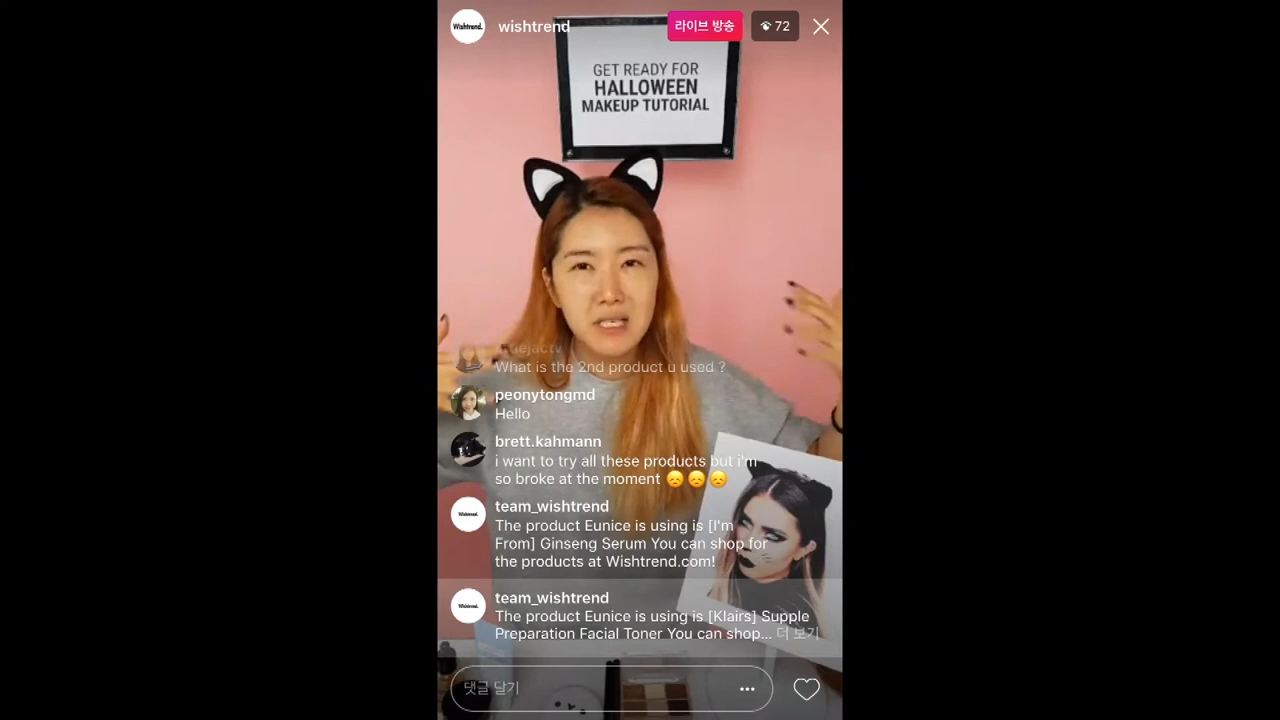 Wishtrend.
wishtrend
라이브 방송
72
GET READY FOR
HALLOWEEN
MAKEUP TUTORIAL
What is the 2nd product u used ?
peonytongmd
Hello
brett.kahmann
i want to try all these products but i'm
so broke at the moment 😞😞😞
Wishtrend.
team_wishtrend
The product Eunice is using is [I'm
From] Ginseng Serum You can shop for
the products at Wishtrend.com!
Wishtrend.
team_wishtrend
The product Eunice is using is [Klairs] Supple
Preparation Facial Toner You can shop... 더 보기
댓글 달기